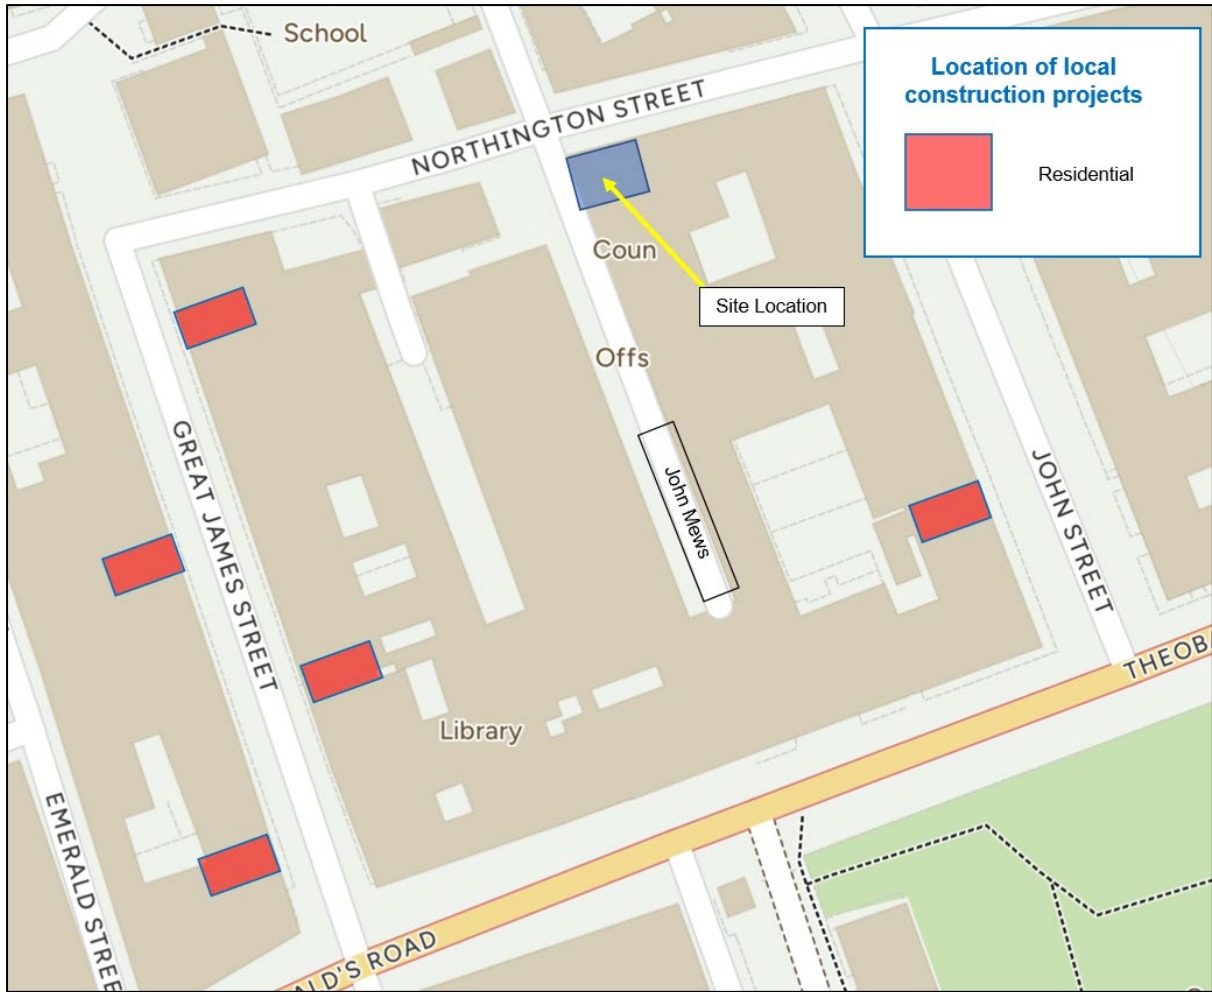 School
Location of local
construction projects
Residential
NORTHINGTON STREET
Coun
Site Location
Offs
GREAT JAMES STREET
John Mews
JOHN STREET
THEOBA
Library
EMERALD STREE
ALD'S ROAD